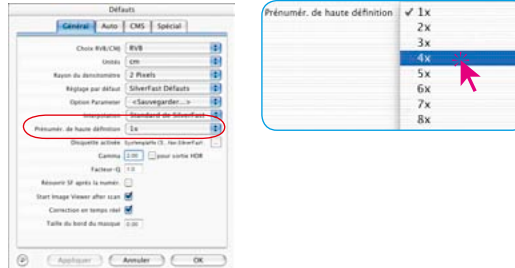 Défauts
Général Auto CMS Spécial
Choix RVB/CMJ RVB
Unités cm
Rayon du densitomètre 2 Pixels
Réglage par défaut SilverFast Défauts
Option Parameter <Sauvegarder...>
Interpolation Standard de SilverFast
Prénumér. de haute définition 1x
Disquette activée
Gamma 2.00 pour sortie HDR
Facteur-Q 1.0
Réouvrir SF après la numér.
Start Image Viewer after scan
Correction en temps réel
Taille du bord du masque 0.00
Appliquer Annuler OK
Prénumér. de haute définition ✓ 1x
2x
3x
4x
5x
6x
7x
8x